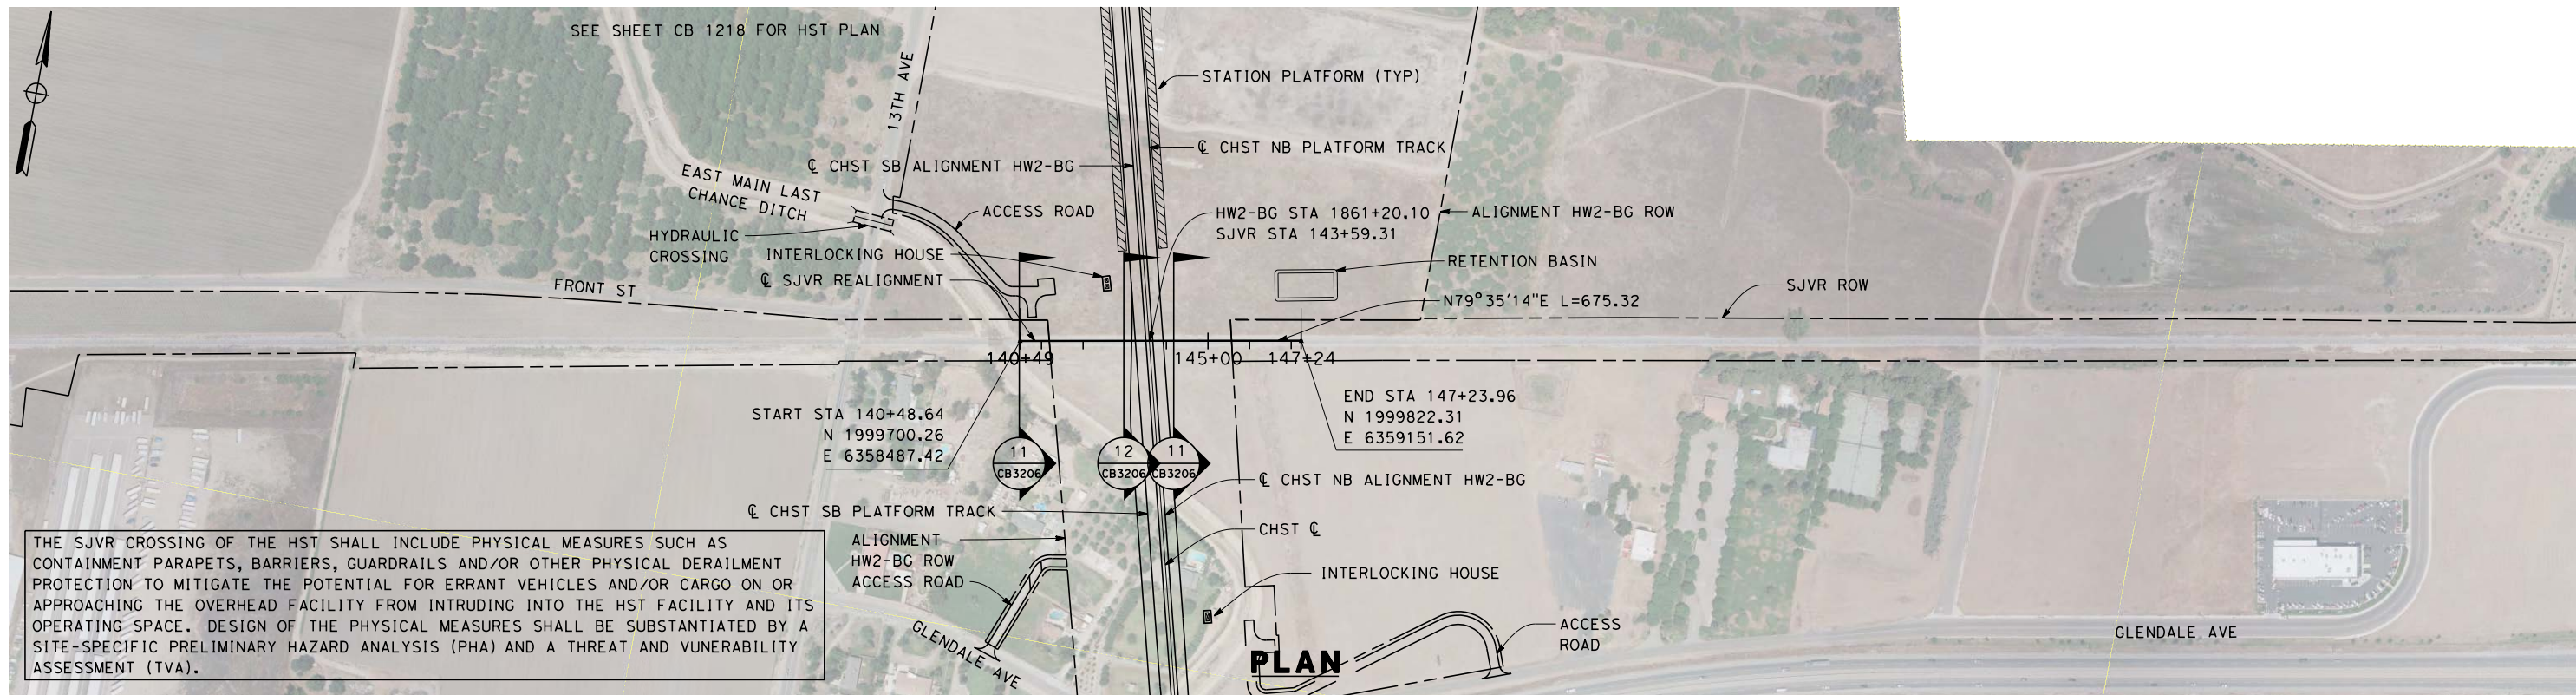 SEE SHEET CB 1218 FOR HST PLAN
13TH AVE
STATION PLATFORM (TYP)
℄ CHST NB PLATFORM TRACK
℄ CHST SB ALIGNMENT HW2-BG
EAST MAIN LAST
CHANCE DITCH
ACCESS ROAD
HW2-BG STA 1861+20.10
SJVR STA 143+59.31
ALIGNMENT HW2-BG ROW
HYDRAULIC
CROSSING
INTERLOCKING HOUSE
℄ SJVR REALIGNMENT
RETENTION BASIN
FRONT ST
N79°35'14"E L=675.32
SJVR ROW
140+49
145+00
147+24
START STA 140+48.64
N 1999700.26
E 6358487.42
END STA 147+23.96
N 1999822.31
E 6359151.62
11
CB3206
12
CB3206
11
CB3206
℄ CHST NB ALIGNMENT HW2-BG
℄ CHST SB PLATFORM TRACK
CHST ℄
ALIGNMENT
HW2-BG ROW
ACCESS ROAD
INTERLOCKING HOUSE
THE SJVR CROSSING OF THE HST SHALL INCLUDE PHYSICAL MEASURES SUCH AS
CONTAINMENT PARAPETS, BARRIERS, GUARDRAILS AND/OR OTHER PHYSICAL DERAILMENT
PROTECTION TO MITIGATE THE POTENTIAL FOR ERRANT VEHICLES AND/OR CARGO ON OR
APPROACHING THE OVERHEAD FACILITY FROM INTRUDING INTO THE HST FACILITY AND ITS
OPERATING SPACE. DESIGN OF THE PHYSICAL MEASURES SHALL BE SUBSTANTIATED BY A
SITE-SPECIFIC PRELIMINARY HAZARD ANALYSIS (PHA) AND A THREAT AND VUNERABILITY
ASSESSMENT (TVA).
GLENDALE AVE
ACCESS
ROAD
GLENDALE AVE
PLAN